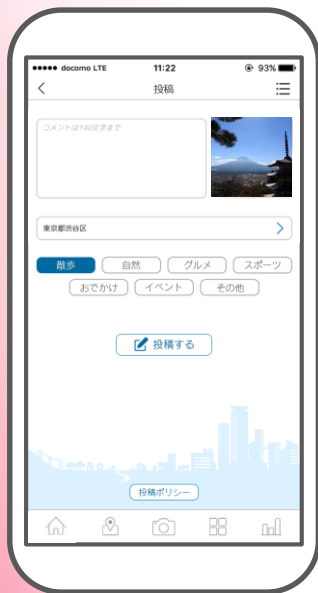 docomo LTE 11:22 93%
投稿
コメントは140文字まで
東京都渋谷区
散歩 自然 グルメ スポーツ
おでかけ イベント その他
投稿する
投稿ポリシー